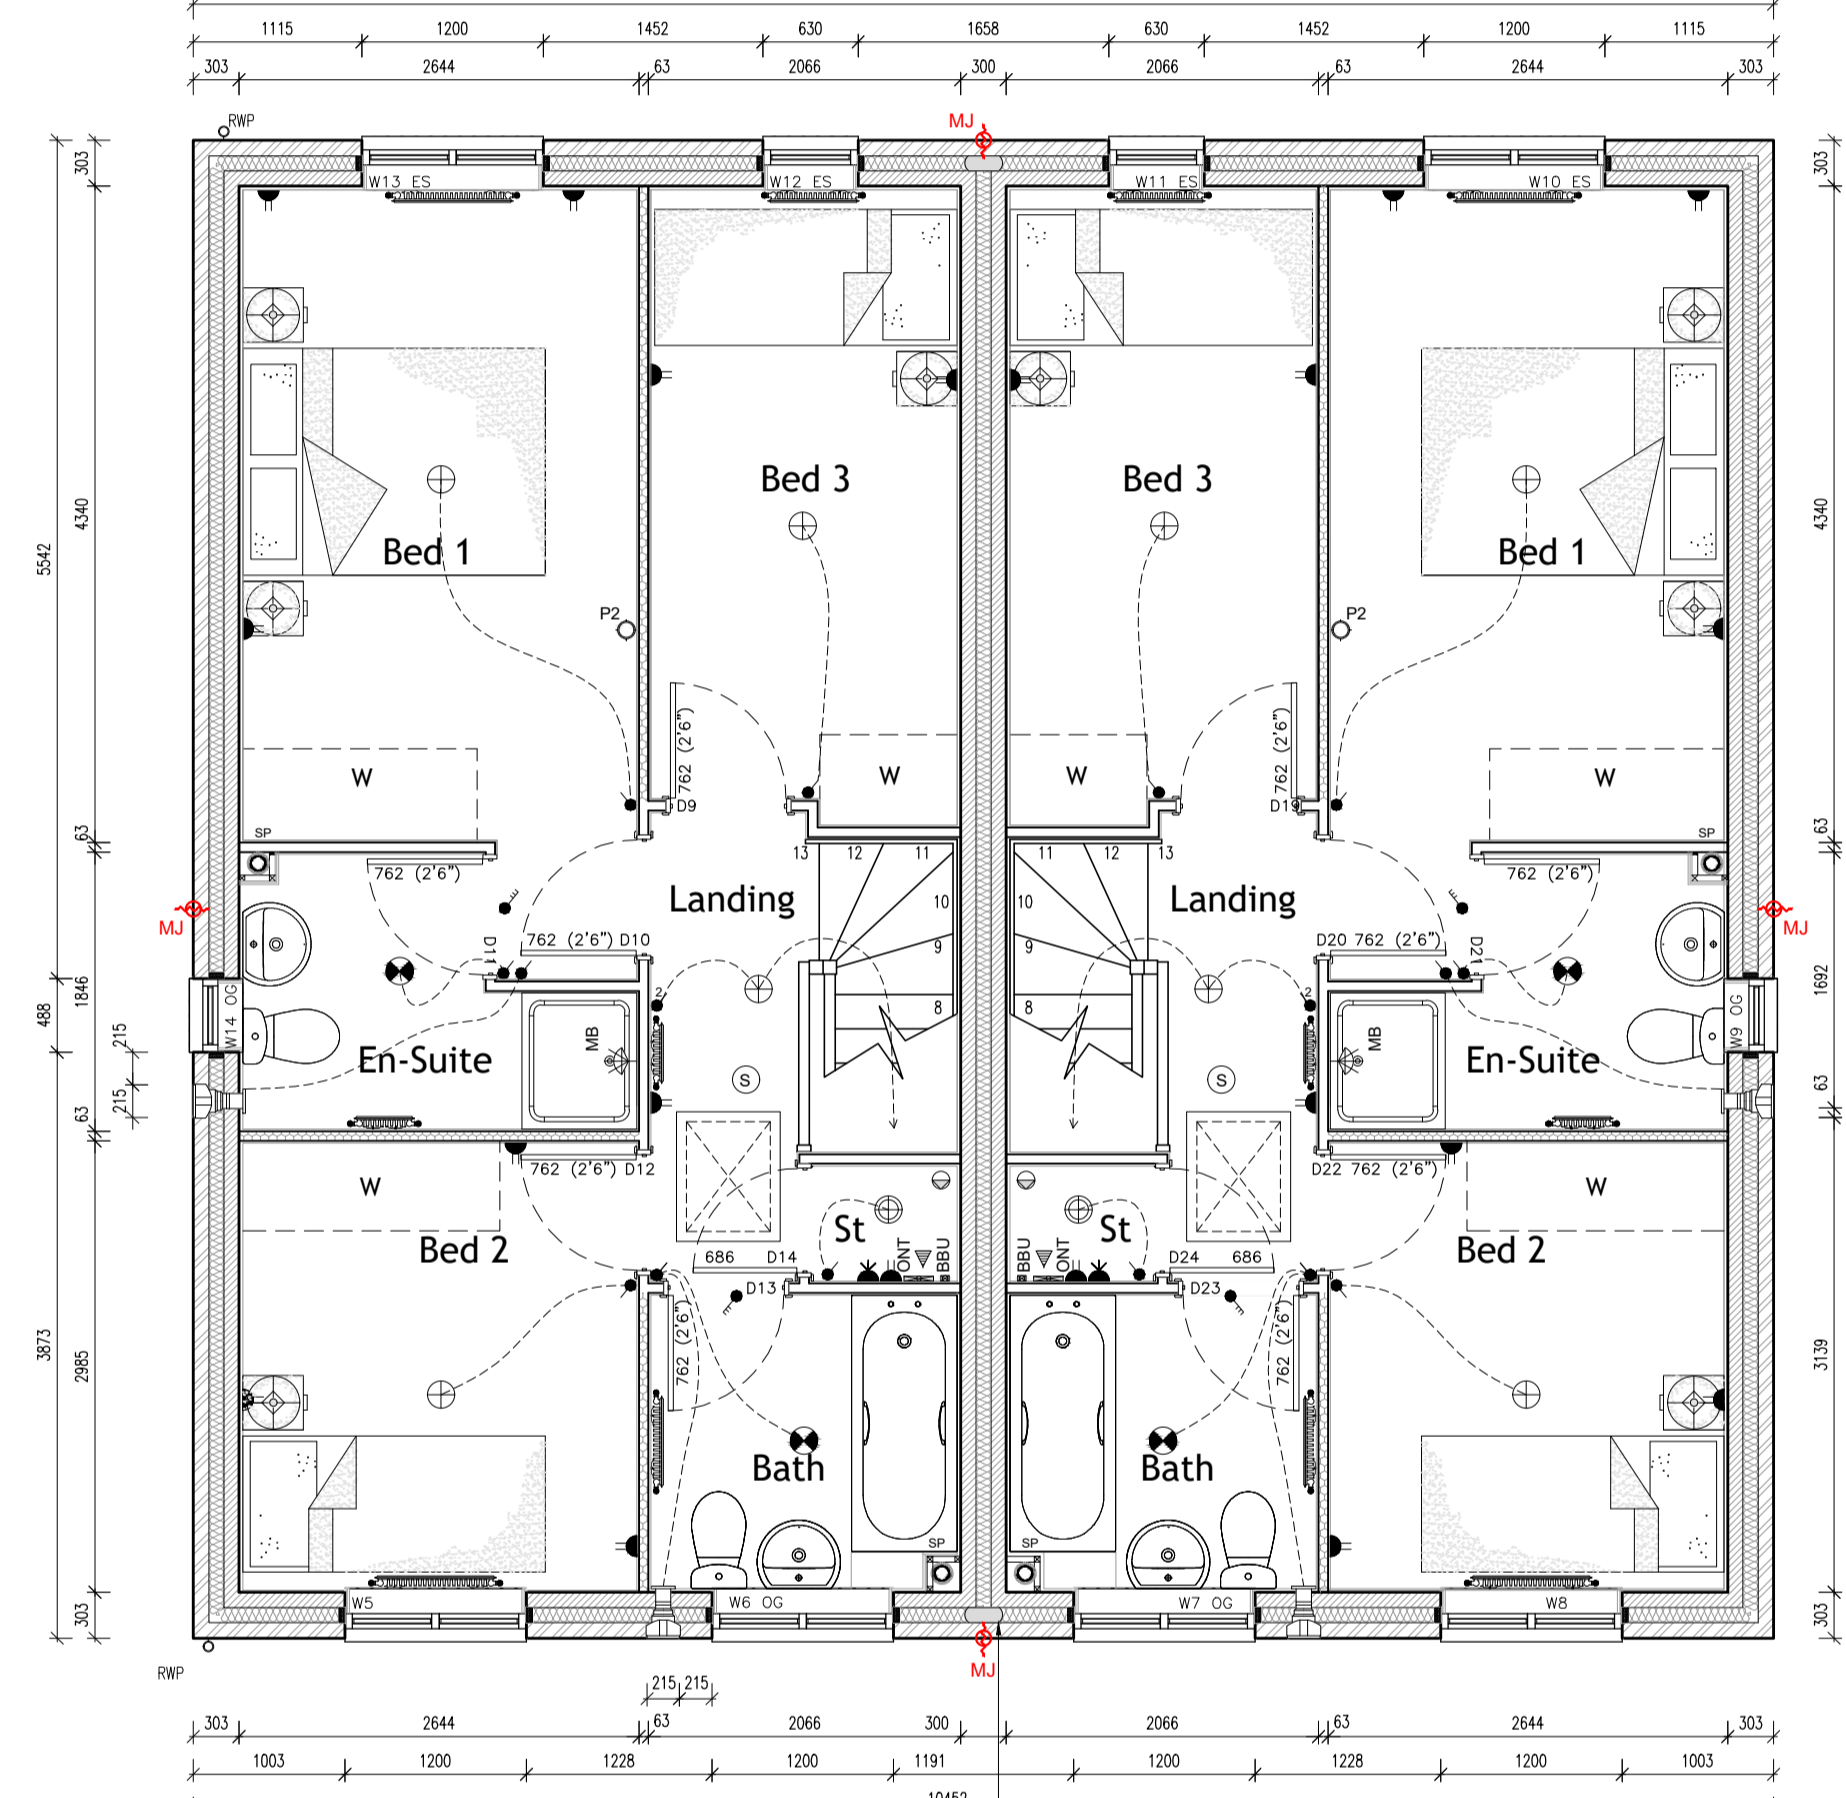 1115 1200 1452 630 1658 630 1452 1200 1115
303 2644 63 2066 300 2066 63 2644 303
RWP
MJ
303
303
W13 ES
W12 ES
W11 ES
W10 ES
Bed 3
Bed 3
Bed 1
Bed 1
4340
5542
4340
P2
P2
762 (2'6")
762 (2'6")
W
W
W
W
D9
D19
SP
SP
63
63
13 12 11
11 12 13
762 (2'6")
762 (2'6")
Landing
Landing
10
10
MJ
MJ
D11
762 (2'6") D10
D20 762 (2'6")
D21
9
9
1846
488
1692
W14 OG
W9 OG
2
2
8
8
215
MB
MB
En-Suite
En-Suite
S
S
215
63
63
762 (2'6") D12
D22 762 (2'6")
W
W
St
St
Bed 2
Bed 2
686 D14
ONT
BBU
BBU
ONT
D24 686
D13
D23
762 (2'6")
762 (2'6")
3873
2985
3139
Bath
Bath
SP
SP
W5
W6 OG
W7 OG
W8
303
303
RWP
MJ
215 215
303 2644 63 2066 300 2066 63 2644 303
1003 1200 1228 1200 1191 1200 1228 1200 1003
10452